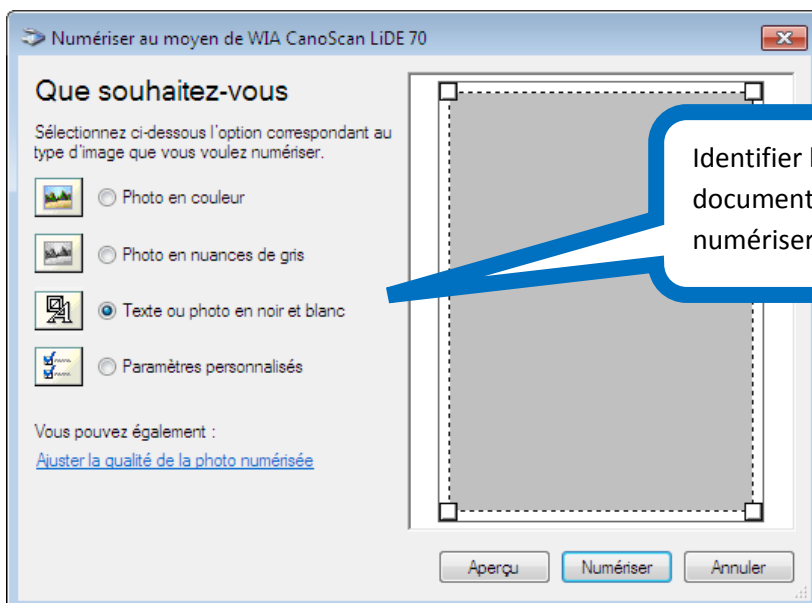 Numériser au moyen de WIA CanoScan LiDE 70
Que souhaitez-vous
Sélectionnez ci-dessous l'option correspondant au
type d'image que vous voulez numériser.
Photo en couleur
Photo en nuances de gris
Texte ou photo en noir et blanc
Paramètres personnalisés
Vous pouvez également :
Ajuster la qualité de la photo numérisée
Identifier
document
numériser
Aperçu
Numériser
Annuler